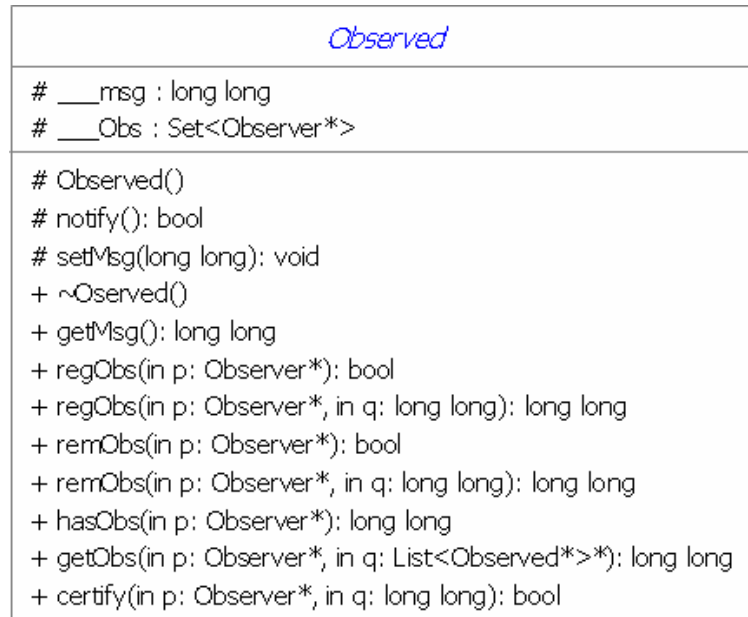 Observed
# ___msg : long long
# ___Obs : Set<Observer*>
# Observed()
# notify(): bool
# setMsg(long long): void
+ ~Oserved()
+ getMsg(): long long
+ regObs(in p: Observer*): bool
+ regObs(in p: Observer*, in q: long long): long long
+ remObs(in p: Observer*): bool
+ remObs(in p: Observer*, in q: long long): long long
+ hasObs(in p: Observer*): long long
+ getObs(in p: Observer*, in q: List<Observed*>*): long long
+ certify(in p: Observer*, in q: long long): bool